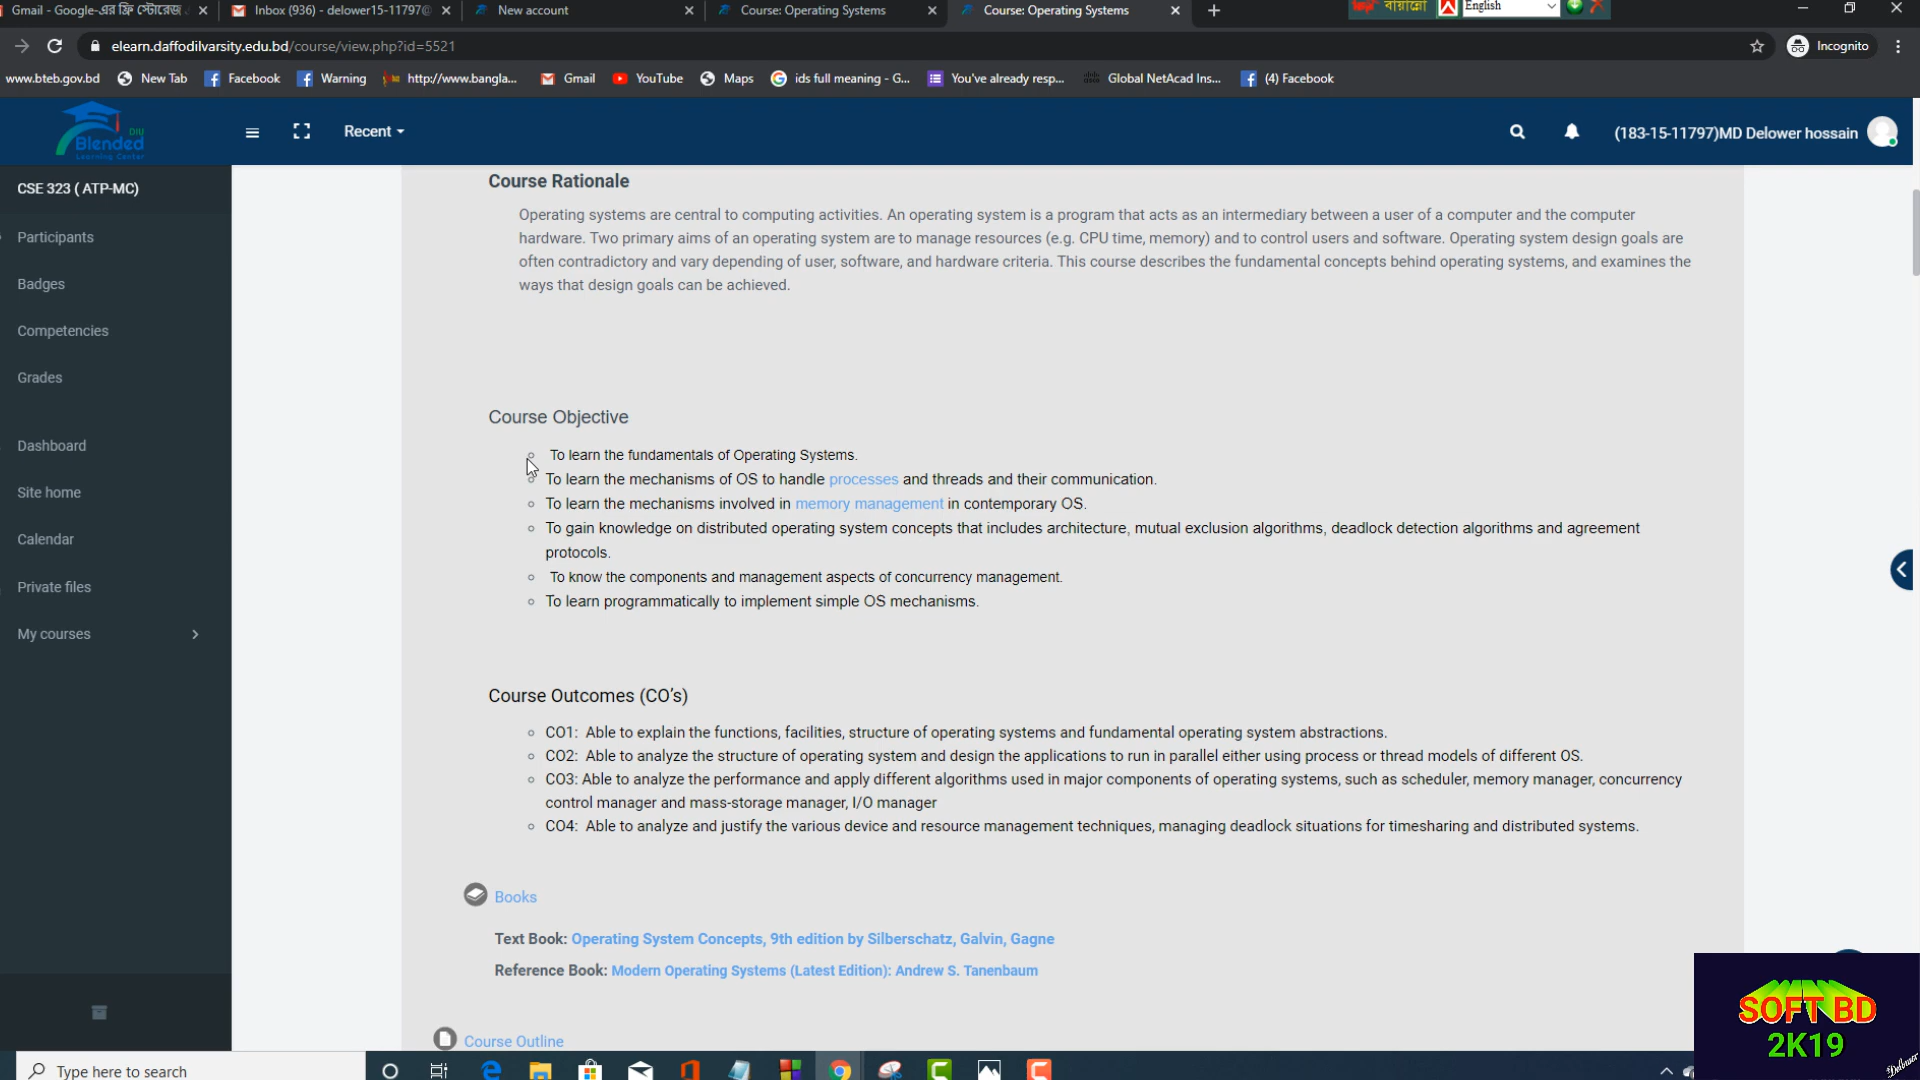 Gmail - Google-এর ফ্রি স্টোরেজ
Inbox (936) - delower15-11797@
New account
Course: Operating Systems
Course: Operating Systems
English
elearn.daffodilvarsity.edu.bd/course/view.php?id=5521
Incognito
www.bteb.gov.bd
New Tab
Facebook
Warning
http://www.bangla...
Gmail
YouTube
Maps
ids full meaning - G...
You've already resp...
Global NetAcad Ins...
(4) Facebook
DIU
Blended
Learning Center
Recent
(183-15-11797)MD Delower hossain
CSE 323 ( ATP-MC)
Participants
Badges
Competencies
Grades
Dashboard
Site home
Calendar
Private files
My courses
Course Rationale
Operating systems are central to computing activities. An operating system is a program that acts as an intermediary between a user of a computer and the computer
hardware. Two primary aims of an operating system are to manage resources (e.g. CPU time, memory) and to control users and software. Operating system design goals are
often contradictory and vary depending of user, software, and hardware criteria. This course describes the fundamental concepts behind operating systems, and examines the
ways that design goals can be achieved.
Course Objective
To learn the fundamentals of Operating Systems.
To learn the mechanisms of OS to handle processes and threads and their communication.
To learn the mechanisms involved in memory management in contemporary OS.
To gain knowledge on distributed operating system concepts that includes architecture, mutual exclusion algorithms, deadlock detection algorithms and agreement
protocols.
To know the components and management aspects of concurrency management.
To learn programmatically to implement simple OS mechanisms.
Course Outcomes (CO’s)
CO1: Able to explain the functions, facilities, structure of operating systems and fundamental operating system abstractions.
CO2: Able to analyze the structure of operating system and design the applications to run in parallel either using process or thread models of different OS.
CO3: Able to analyze the performance and apply different algorithms used in major components of operating systems, such as scheduler, memory manager, concurrency
control manager and mass-storage manager, I/O manager
CO4: Able to analyze and justify the various device and resource management techniques, managing deadlock situations for timesharing and distributed systems.
Books
Text Book: Operating System Concepts, 9th edition by Silberschatz, Galvin, Gagne
Reference Book: Modern Operating Systems (Latest Edition): Andrew S. Tanenbaum
Course Outline
SOFT BD
2K19
Delower
Type here to search